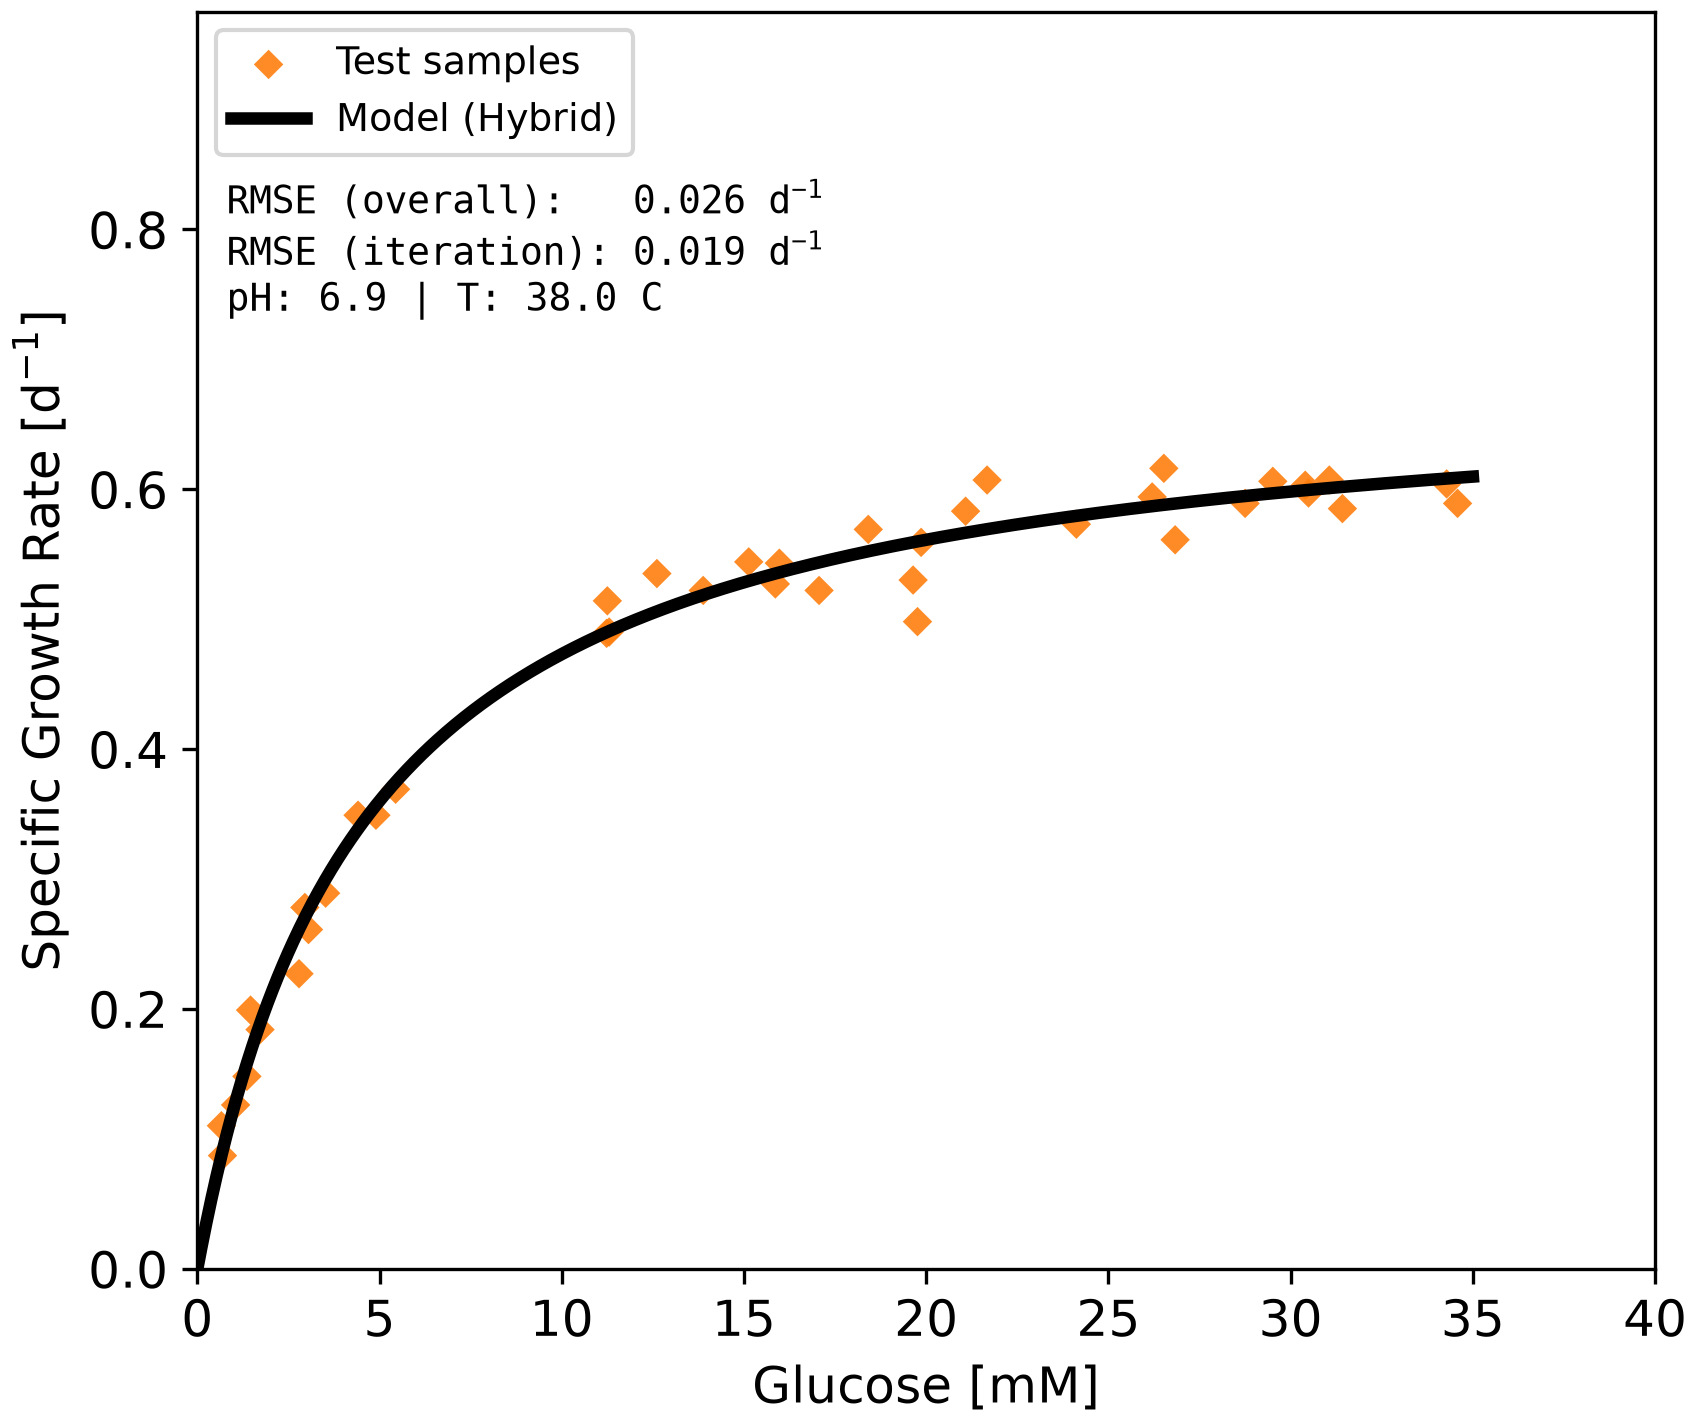 Test samples
Model (Hybrid)
RMSE (overall):   0.026 d⁻¹
RMSE (iteration): 0.019 d⁻¹
pH: 6.9 | T: 38.0 C
0.8
0.6
0.4
0.2
0.0
Specific Growth Rate [d⁻¹]
0 5 10 15 20 25 30 35 40
Glucose [mM]